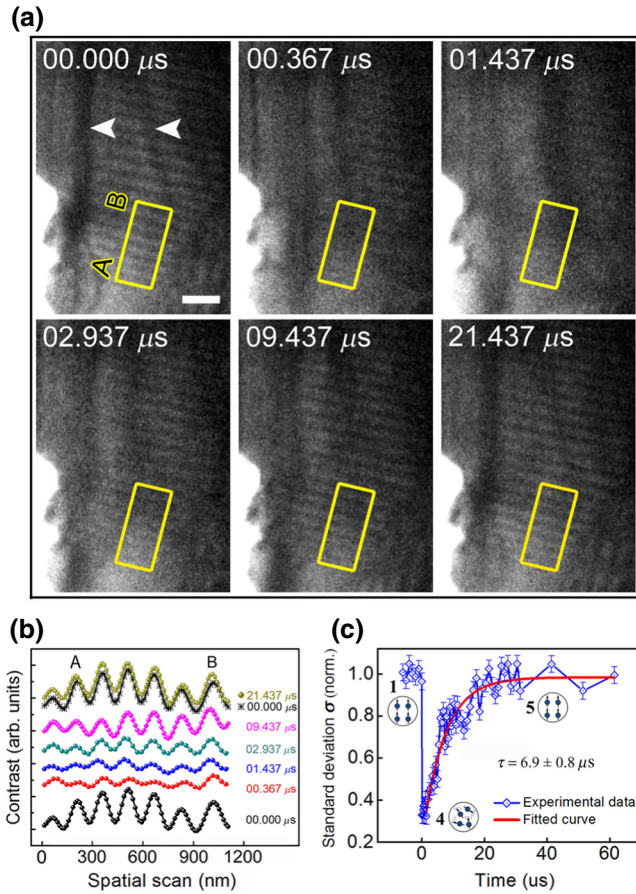 (a)
00.000 μs
00.367 μs
01.437 μs
B
A
02.937 μs
09.437 μs
21.437 μs
(b)
A
B
21.437 μs
00.000 μs
09.437 μs
02.937 μs
01.437 μs
00.367 μs
00.000 μs
Contrast (arb. units)
0 300 600 900 1200
Spatial scan (nm)
(c)
Standard deviation σ (norm.)
1.0
0.8
0.6
0.4
0.2
1
5
4
τ = 6.9 ± 0.8 μs
Experimental data
Fitted curve
0 20 40 60
Time (us)